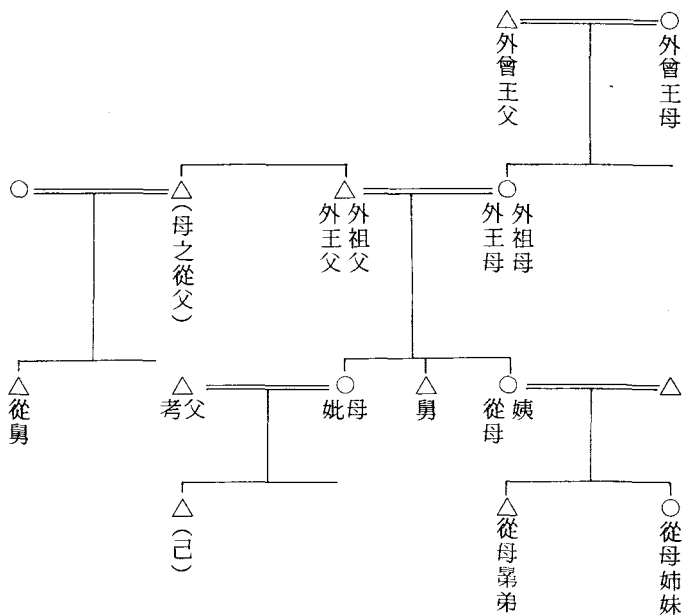 外曾王父
外曾王母
(母之從父)
外祖父
外王父
外祖母
外王母
從舅
父
考
母
妣
舅
姨
從母
(己)
從母晜弟
從母姉妹